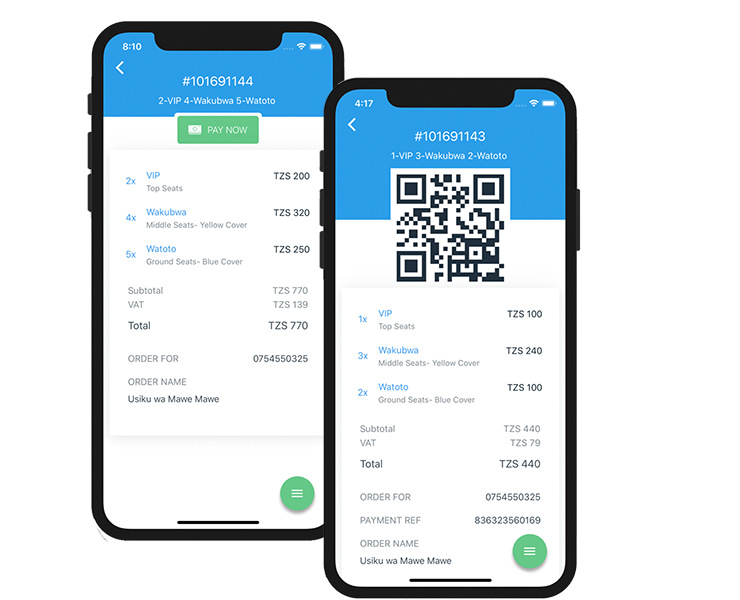 8:10
#101691144
2-VIP 4-Wakubwa 5-Watoto
PAY NOW
2x VIP TZS 200
Top Seats
4x Wakubwa TZS 320
Middle Seats- Yellow Cover
5x Watoto TZS 250
Ground Seats- Blue Cover
Subtotal TZS 770
VAT TZS 139
Total TZS 770
ORDER FOR 0754550325
ORDER NAME
Usiku wa Mawe Mawe
4:17
#101691143
1-VIP 3-Wakubwa 2-Watoto
1x VIP TZS 100
Top Seats
3x Wakubwa TZS 240
Middle Seats- Yellow Cover
2x Watoto TZS 100
Ground Seats- Blue Cover
Subtotal TZS 440
VAT TZS 79
Total TZS 440
ORDER FOR 0754550325
PAYMENT REF 836323560169
ORDER NAME
Usiku wa Mawe Mawe